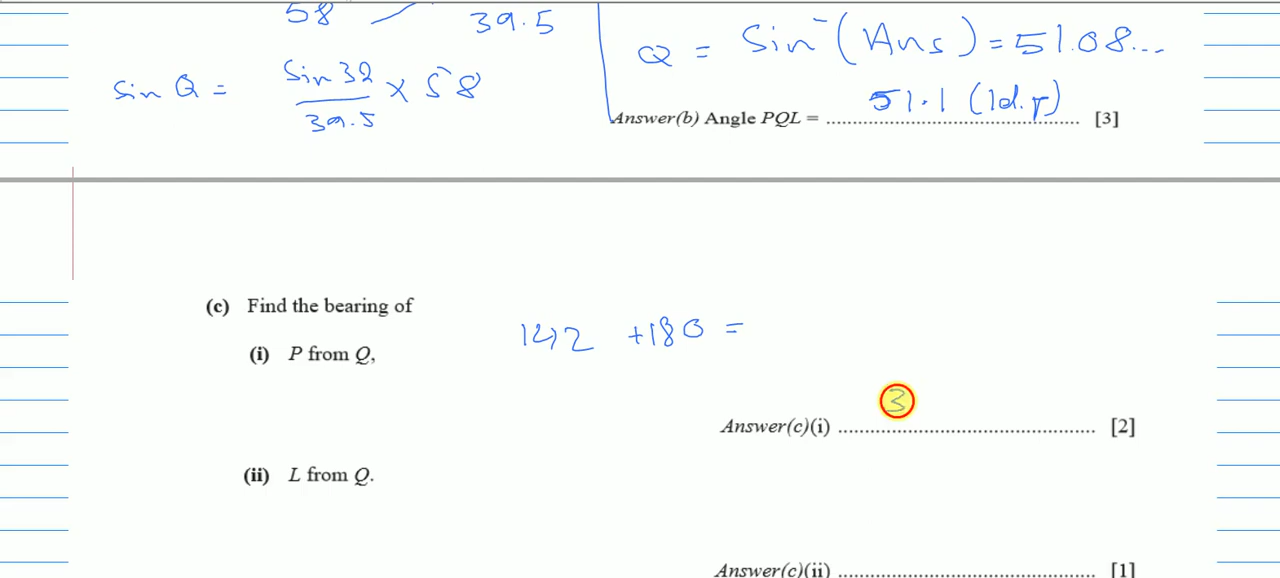 58 39.5
sin Q = Sin 32 / 39.5 × 58
Q = Sin⁻ (Ans) = 51.08...
51.1 (1d.p)
Answer(b) Angle PQL = ................ [3]
(c) Find the bearing of
142 +180 =
(i) P from Q,
3
Answer(c)(i) ................ [2]
(ii) L from Q.
Answer(c)(ii) ................ [1]